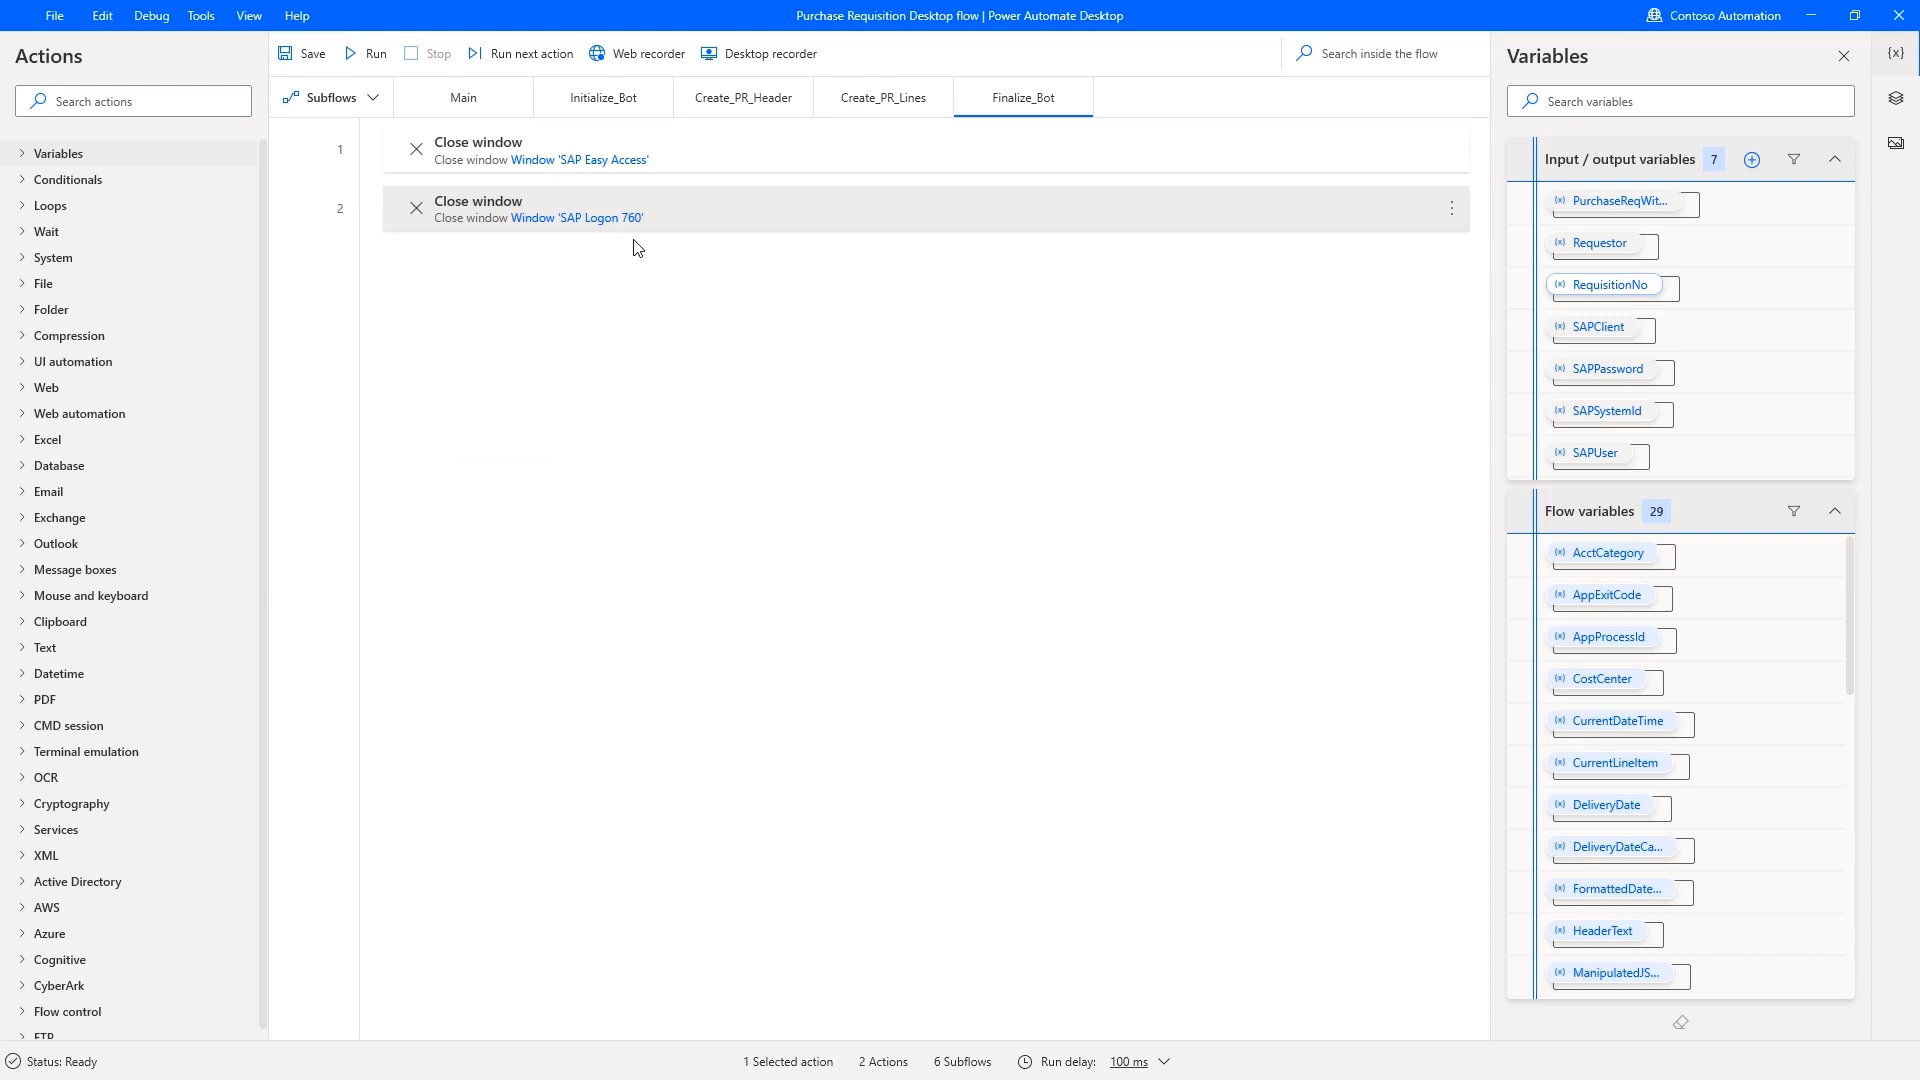 File Edit Debug Tools View Help
Purchase Requisition Desktop flow | Power Automate Desktop
Contoso Automation
Actions
Search actions
Variables
Conditionals
Loops
Wait
System
File
Folder
Compression
UI automation
Web
Web automation
Excel
Database
Email
Exchange
Outlook
Message boxes
Mouse and keyboard
Clipboard
Text
Datetime
PDF
CMD session
Terminal emulation
OCR
Cryptography
Services
XML
Active Directory
AWS
Azure
Cognitive
CyberArk
Flow control
FTP
Save Run Stop Run next action Web recorder Desktop recorder
Search inside the flow
Subflows Main Initialize_Bot Create_PR_Header Create_PR_Lines Finalize_Bot
1
Close window
Close window Window 'SAP Easy Access'
2
Close window
Close window Window 'SAP Logon 760'
Variables
{x}
Search variables
Input / output variables 7
(x) PurchaseReqWit...
(x) Requestor
(x) RequisitionNo
(x) SAPClient
(x) SAPPassword
(x) SAPSystemId
(x) SAPUser
Flow variables 29
(x) AcctCategory
(x) AppExitCode
(x) AppProcessId
(x) CostCenter
(x) CurrentDateTime
(x) CurrentLineItem
(x) DeliveryDate
(x) DeliveryDateCa...
(x) FormattedDate...
(x) HeaderText
(x) ManipulatedJS...
Status: Ready
1 Selected action 2 Actions 6 Subflows Run delay: 100 ms